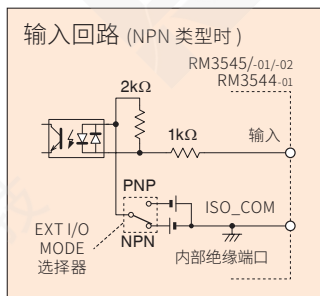 输入回路 (NPN 类型时 )
RM3545/-01/-02
RM3544-01
2kΩ
1kΩ
输入
PNP
ISO_COM
EXT I/O
MODE
选择器
NPN
内部绝缘端口